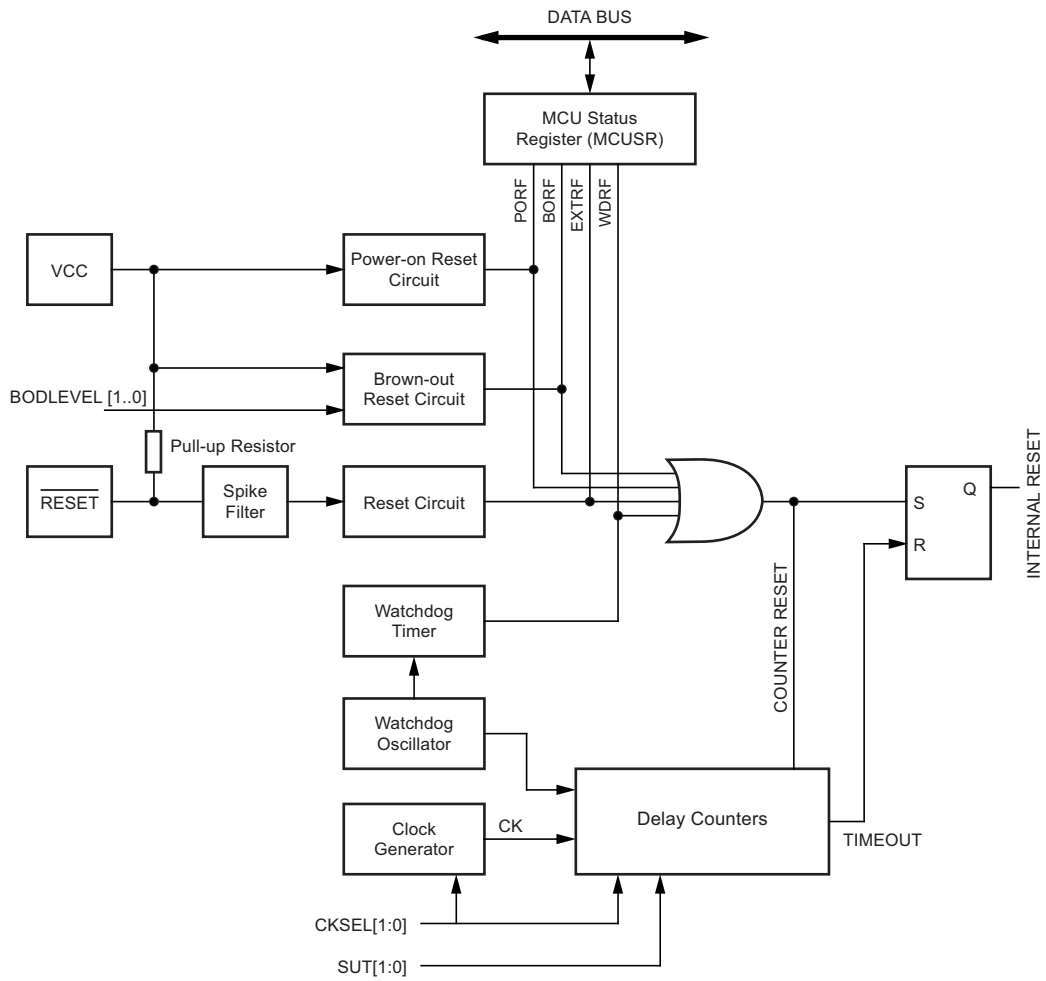 DATA BUS
MCU Status
Register (MCUSR)
PORF
BORF
EXTRF
WDRF
VCC
Power-on Reset
Circuit
BODLEVEL [1..0]
Brown-out
Reset Circuit
Pull-up Resistor
RESET
Spike
Filter
Reset Circuit
S
Q
R
INTERNAL RESET
Watchdog
Timer
COUNTER RESET
Watchdog
Oscillator
Clock
Generator
CK
Delay Counters
TIMEOUT
CKSEL[1:0]
SUT[1:0]